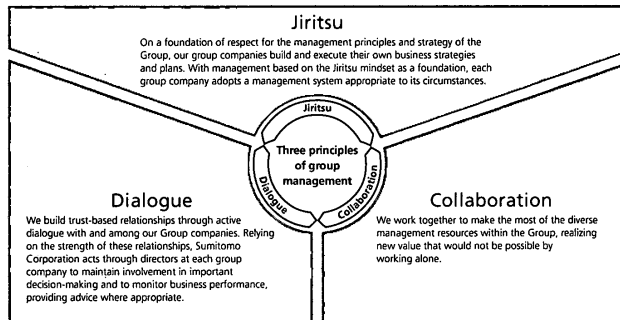 Jiritsu
On a foundation of respect for the management principles and strategy of the
Group, our group companies build and execute their own business strategies
and plans. With management based on the Jiritsu mindset as a foundation, each
group company adopts a management system appropriate to its circumstances.
Jiritsu
Three principles
of group
management
Dialogue
Collaboration
Dialogue
We build trust-based relationships through active
dialogue with and among our Group companies. Relying
on the strength of these relationships, Sumitomo
Corporation acts through directors at each group
company to maintain involvement in important
decision-making and to monitor business performance,
providing advice where appropriate.
Collaboration
We work together to make the most of the diverse
management resources within the Group, realizing
new value that would not be possible by
working alone.